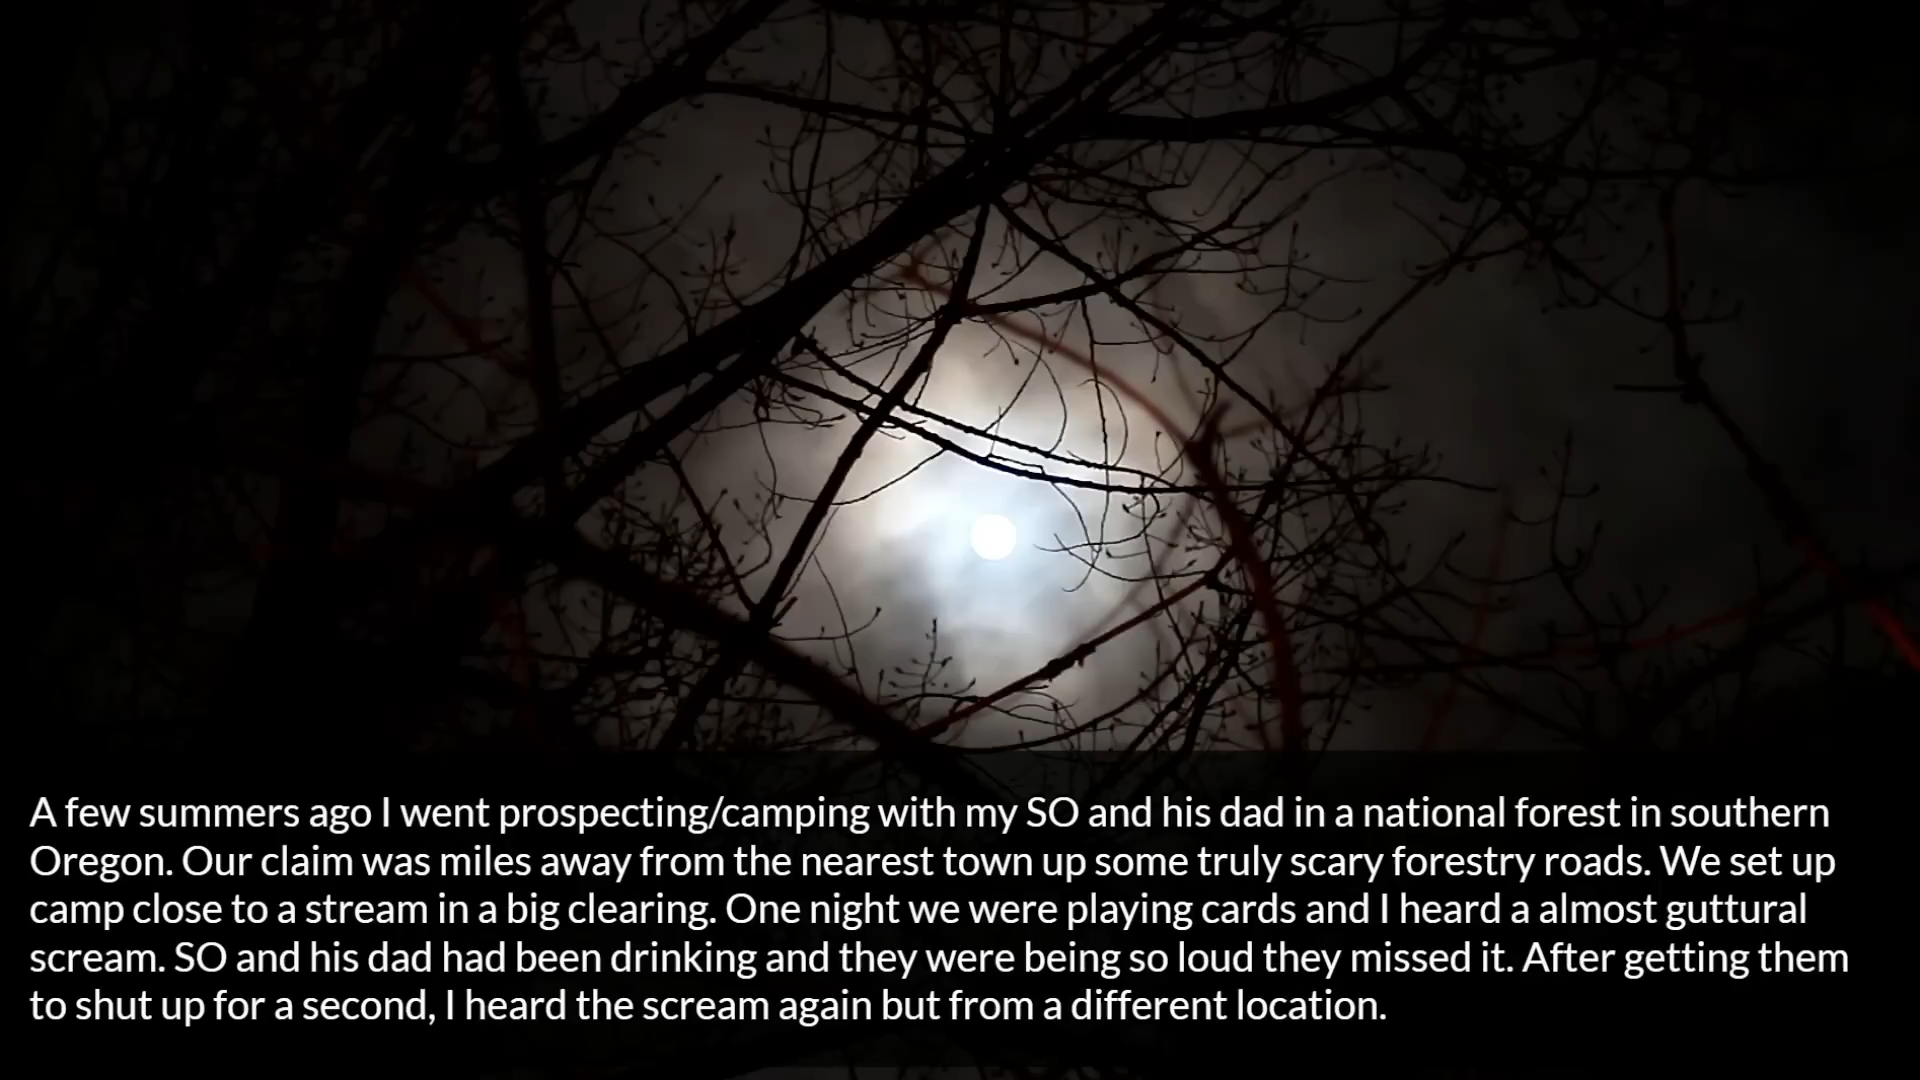 A few summers ago I went prospecting/camping with my SO and his dad in a national forest in southern
Oregon. Our claim was miles away from the nearest town up some truly scary forestry roads. We set up
camp close to a stream in a big clearing. One night we were playing cards and I heard a almost guttural
scream. SO and his dad had been drinking and they were being so loud they missed it. After getting them
to shut up for a second, I heard the scream again but from a different location.